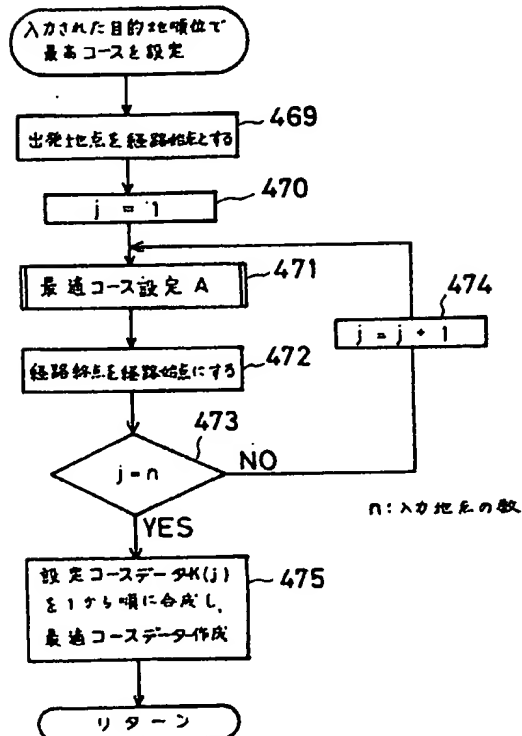 入力された目的地順位で
最高コースを設定
出発地点を経路始点とする
469
j = 1
470
最適コース設定 A
471
474
j = j + 1
経路終点を経路始点にする
472
473
j = n
NO
n:入力地点の数
YES
設定コースデータK(j)
を1から順に合成し、
最適コースデータ作成
475
リターン